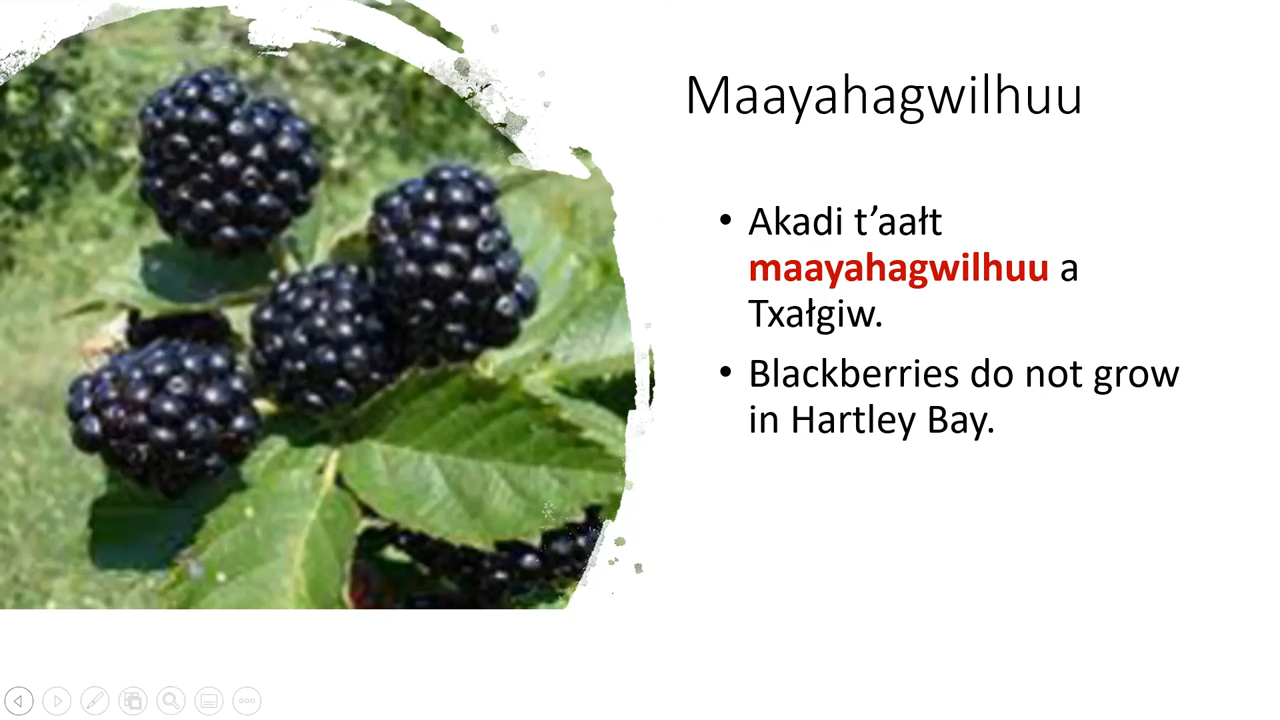 Maayahagwilhuu
• Akadi t’aałt
maayahagwilhuu a
Txałgiw.
• Blackberries do not grow
in Hartley Bay.